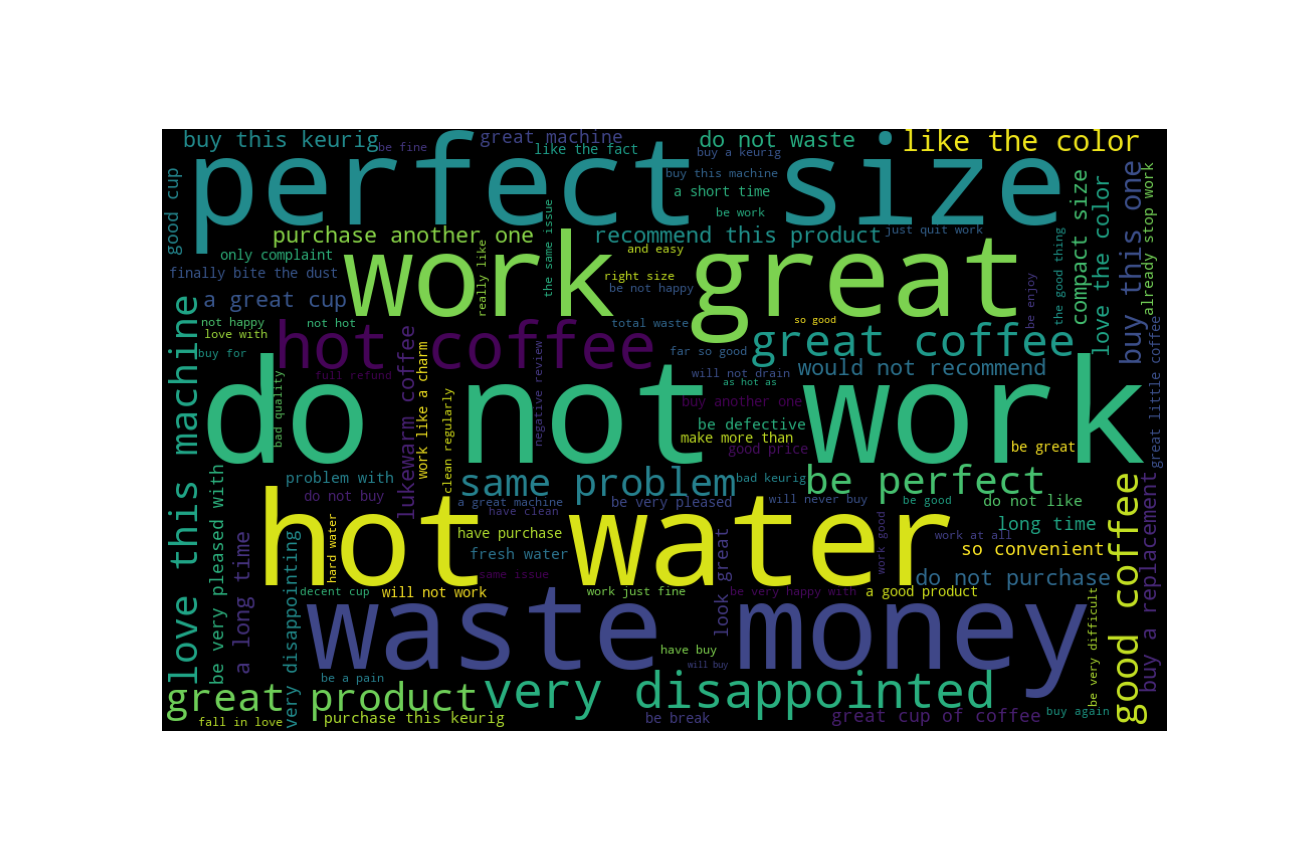 buy this keurig
be fine
great machine
like the fact
do not waste
buy a keurig
like the color
perfect size
good cup
buy this machine
a short time
be work
compact size
love the color
buy this one
already stop work
purchase another one
the same issue
recommend this product
just quit work
only complaint
really like
and easy
the good thing
work great
finally bite the dust
right size
be not happy
be enjoy
a great cup
love this machine
not happy
not hot
love with
total waste
so good
hot coffee
great coffee
great little coffee
buy for
far so good
full refund
lukewarm coffee
work like a charm
negative review
will not drain
would not recommend
as hot as
do not work
bad quality
clean regularly
buy another one
be defective
make more than
good price
be great
problem with
same problem
bad keurig
be perfect
be very pleased with
do not buy
a great machine
have clean
be very pleased
will never buy
be good
do not like
good coffee
buy a replacement
hot water
hard water
have purchase
long time
work at all
work good
fresh water
so convenient
a long time
very disappointing
same issue
do not purchase
look great
decent cup
will not work
work just fine
be very happy with
a good product
be very difficult
waste money
have buy
will buy
be a pain
great product
very disappointed
fall in love
purchase this keurig
be break
great cup of coffee
buy again